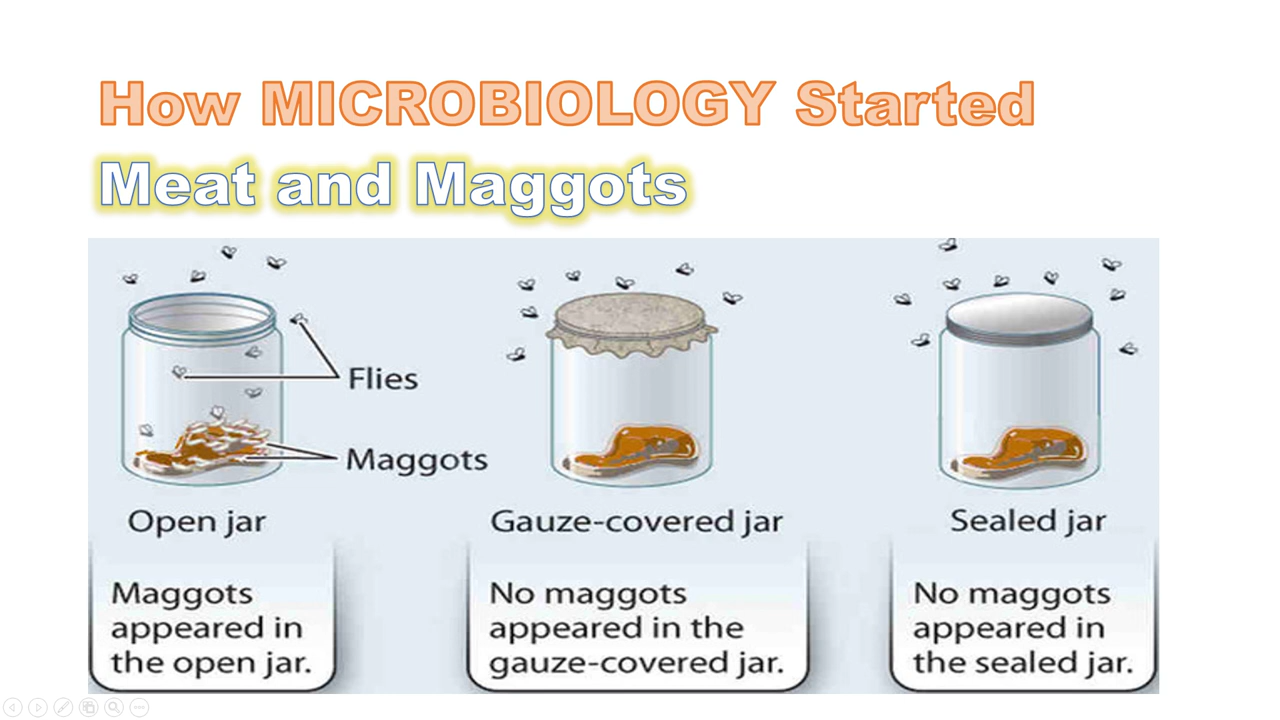 How MICROBIOLOGY Started
Meat and Maggots
Flies
Maggots
Open jar
Gauze-covered jar
Sealed jar
Maggots
appeared in
the open jar.
No maggots
appeared in the
gauze-covered jar.
No maggots
appeared in
the sealed jar.